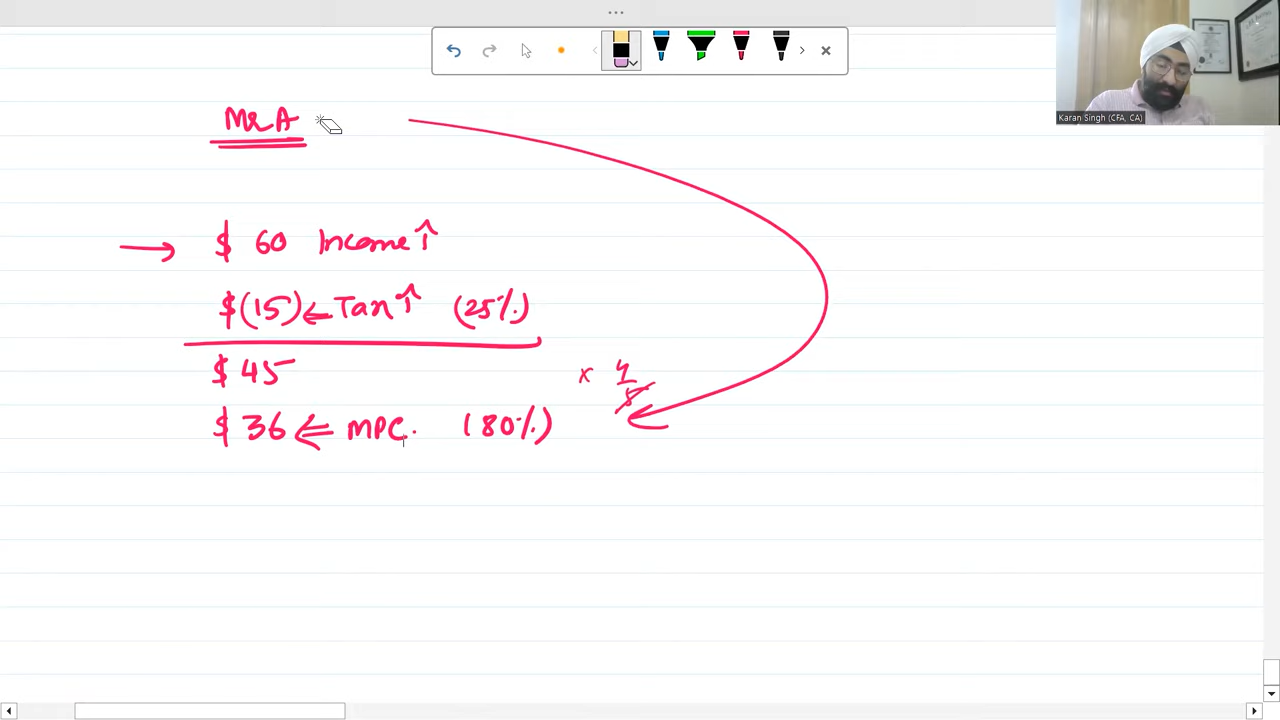 Mr A
$ 60 Income ↑
$(15) ← Tax ↑ (25%)
$ 45
x 4
5
$ 36 ⇐ MPC. (80%)
Karan Singh (CFA, CA)